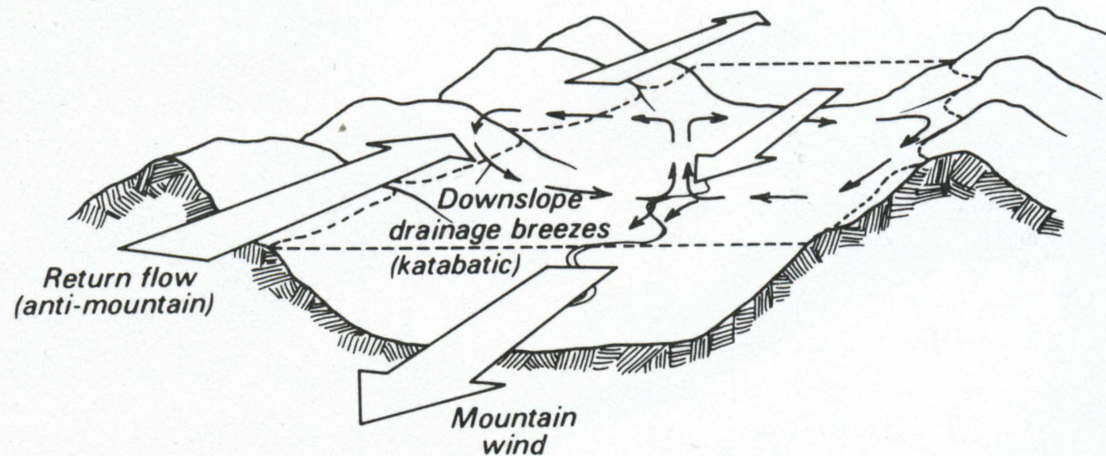 Downslope
drainage breezes
(katabatic)
Return flow
(anti-mountain)
Mountain
wind